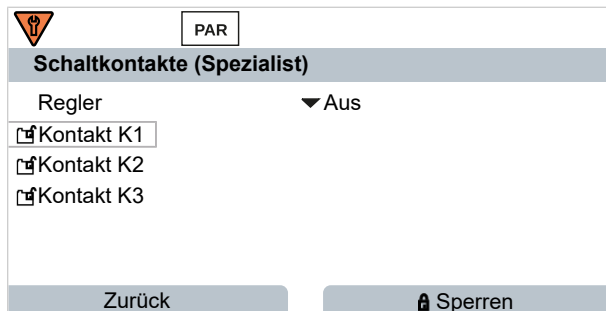 PAR
Schaltkontakte (Spezialist)
Regler Aus
Kontakt K1
Kontakt K2
Kontakt K3
Zurück Sperren